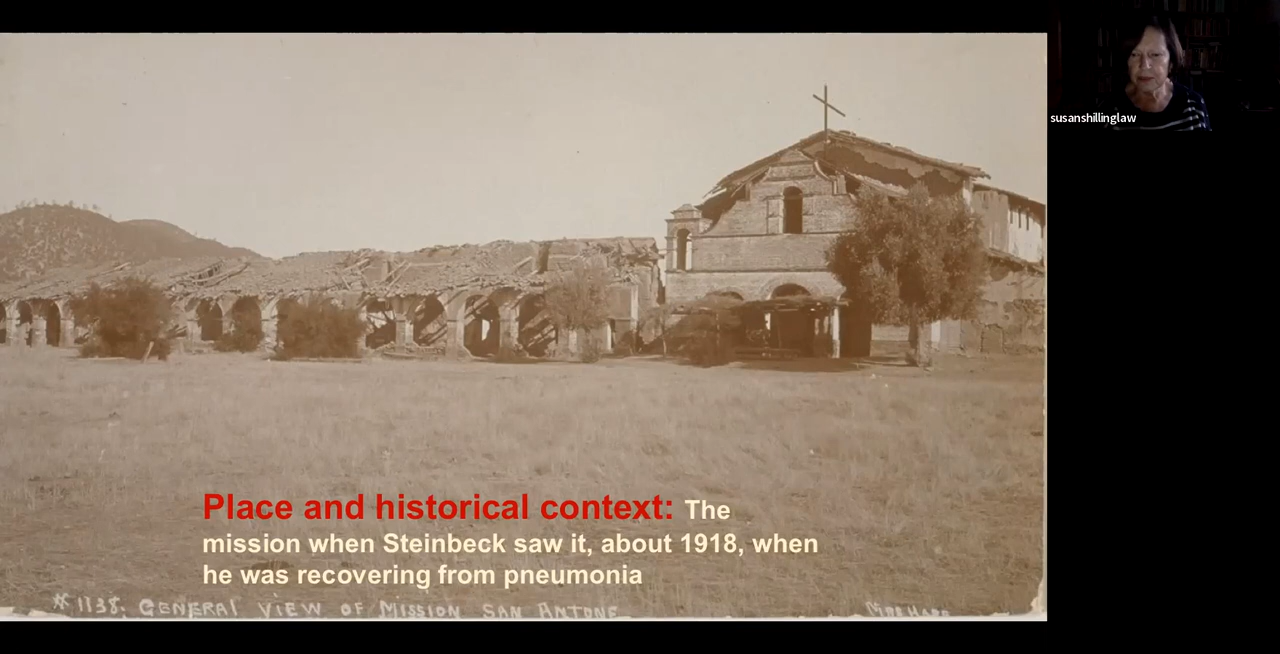 susanshillinglaw
Place and historical context: The
mission when Steinbeck saw it, about 1918, when
he was recovering from pneumonia
#1138. GENERAL VIEW OF MISSION SAN ANTONE